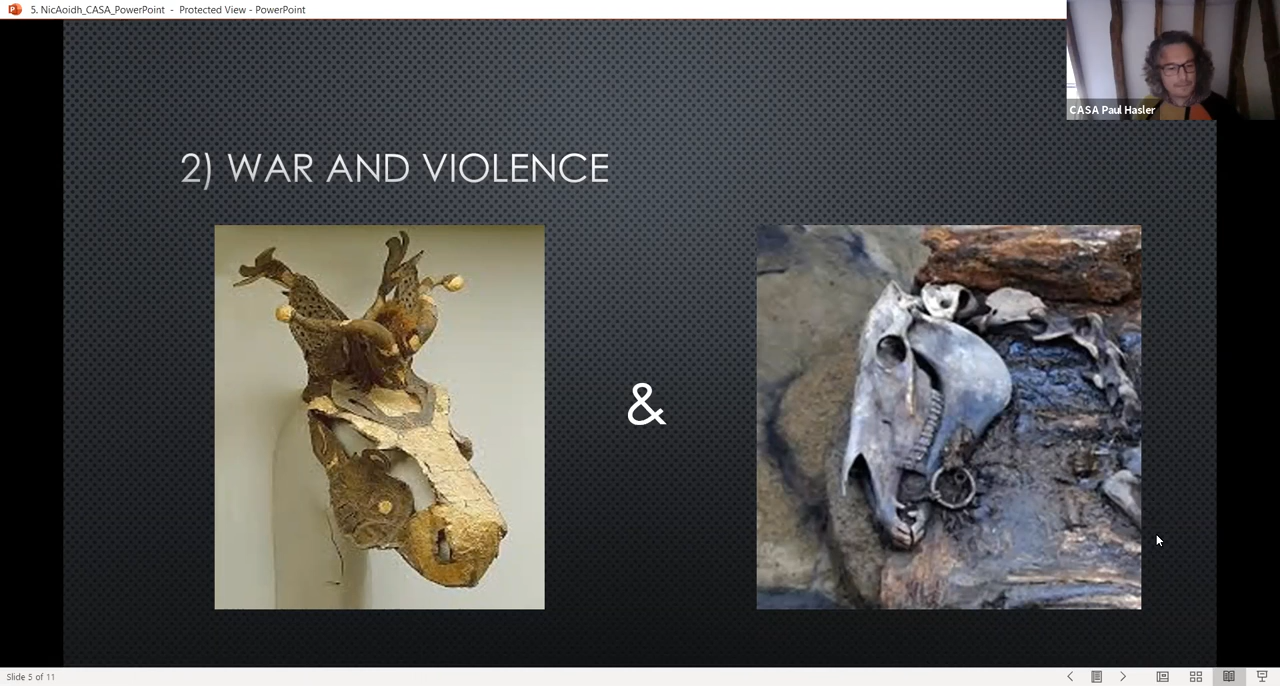 5. NicAoidh_CASA_PowerPoint - Protected View - PowerPoint
CASA Paul Hasler
2) WAR AND VIOLENCE
&
Slide 5 of 11